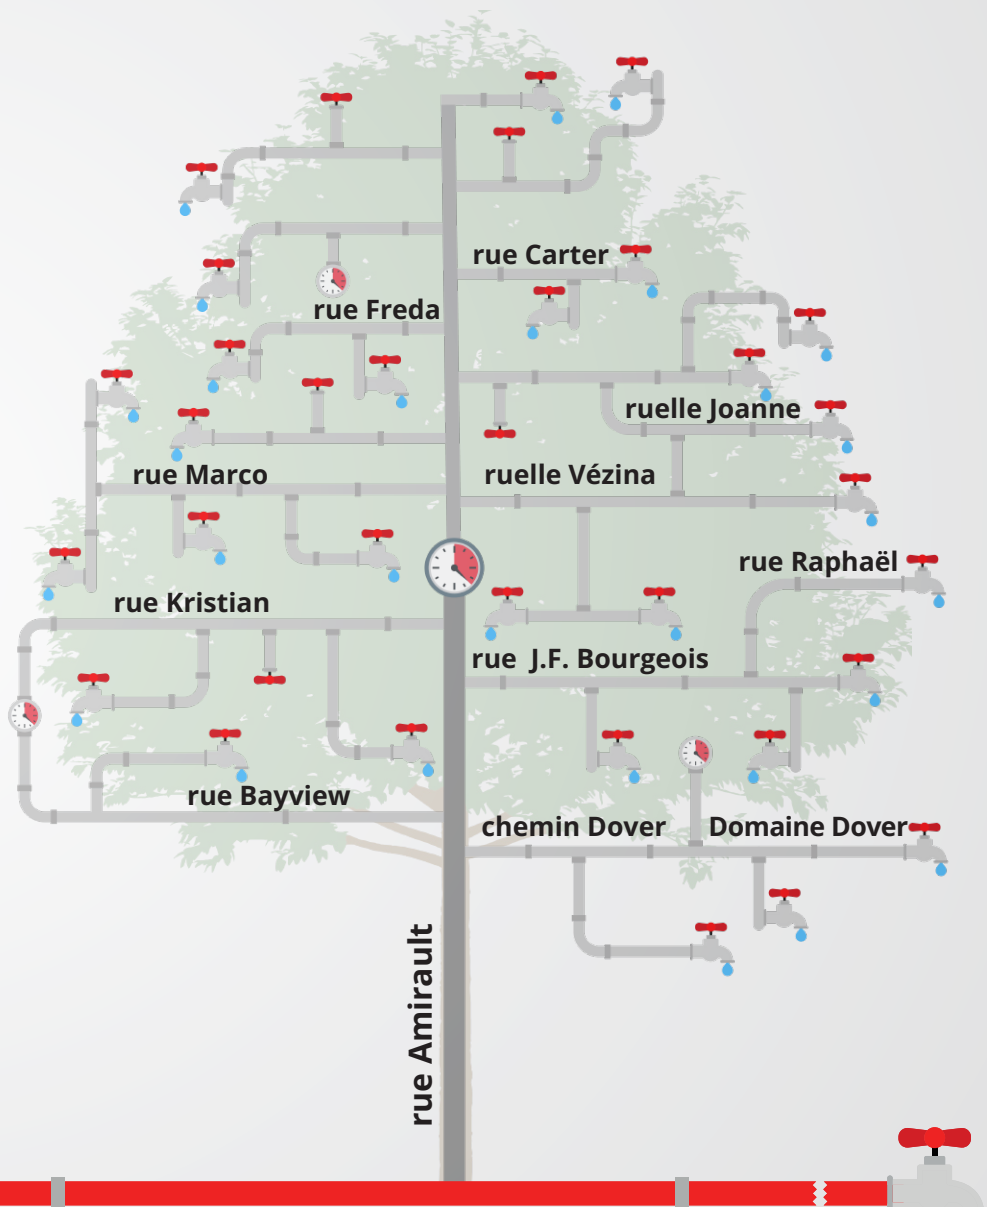 rue Carter
rue Freda
ruelle Joanne
rue Marco
ruelle Vézina
rue Raphaël
rue Kristian
rue  J.F. Bourgeois
rue Bayview
chemin Dover
Domaine Dover
rue Amirault